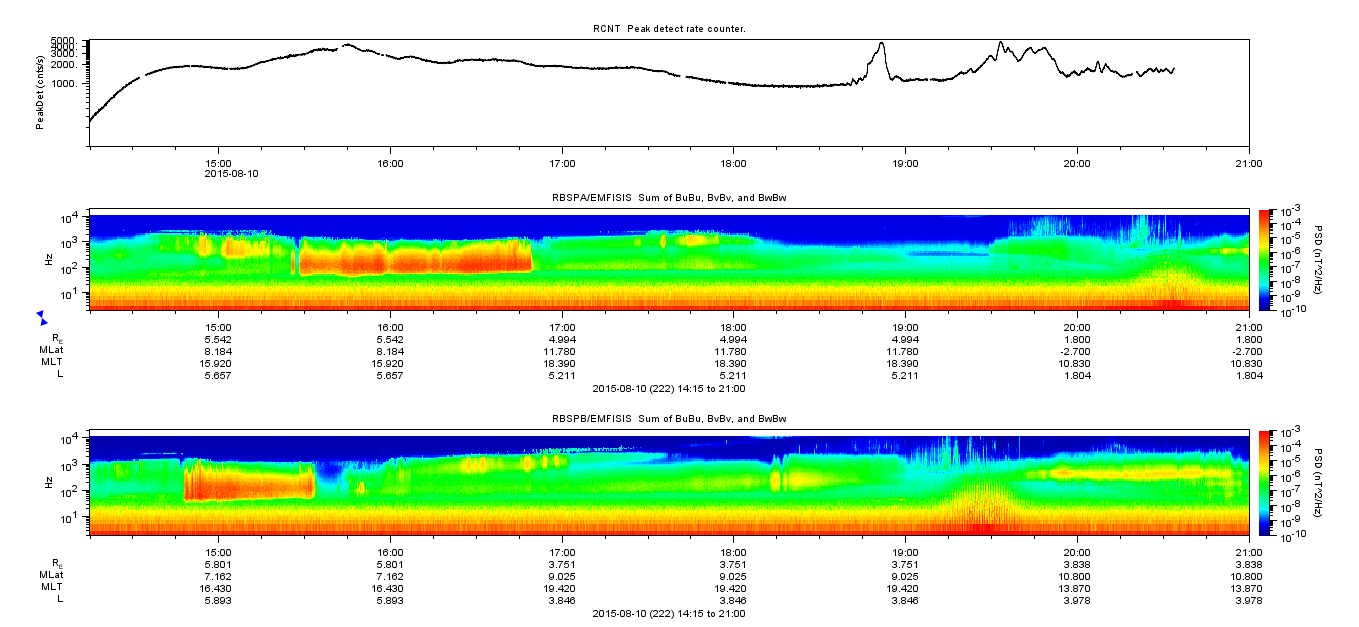 RCNT Peak detect rate counter.
5000.
4000.
3000.
2000.
1000.
PeakDet (cnts/s)
15:00 16:00 17:00 18:00 19:00 20:00 21:00
2015-08-10
RBSPA/EMFISIS Sum of BuBu, BvBv, and BwBw
10^4
10^3
10^2
10^1
Hz
10^-3
10^-4
10^-5
10^-6
10^-7
10^-8
10^-9
10^-10
PSD (nT^2/Hz)
15:00 16:00 17:00 18:00 19:00 20:00 21:00
R_E 5.542 5.542 4.994 4.994 4.994 1.800 1.800
MLat 8.184 8.184 11.780 11.780 11.780 -2.700 -2.700
MLT 15.920 15.920 18.390 18.390 18.390 10.830 10.830
L 5.657 5.657 5.211 5.211 5.211 1.804 1.804
2015-08-10 (222) 14:15 to 21:00
RBSPB/EMFISIS Sum of BuBu, BvBv, and BwBw
10^4
10^3
10^2
10^1
Hz
10^-3
10^-4
10^-5
10^-6
10^-7
10^-8
10^-9
10^-10
PSD (nT^2/Hz)
15:00 16:00 17:00 18:00 19:00 20:00 21:00
R_E 5.801 5.801 3.751 3.751 3.751 3.838 3.838
MLat 7.162 7.162 9.025 9.025 9.025 10.800 10.800
MLT 16.430 16.430 19.420 19.420 19.420 13.870 13.870
L 5.893 5.893 3.846 3.846 3.846 3.978 3.978
2015-08-10 (222) 14:15 to 21:00